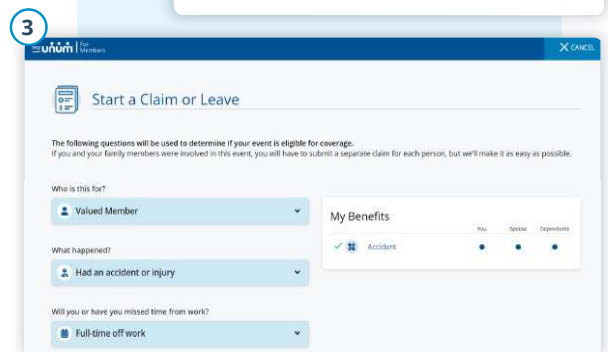 3
my unum For Members
X CANCEL
Start a Claim or Leave
The following questions will be used to determine if your event is eligible for coverage.
If you and your family members were involved in this event, you will have to submit a separate claim for each person, but we'll make it as easy as possible.
Who is this for?
Valued Member
What happened?
Had an accident or injury
Will you or have you missed time from work?
Full-time off work
My Benefits
You Spouse Dependents
Accident